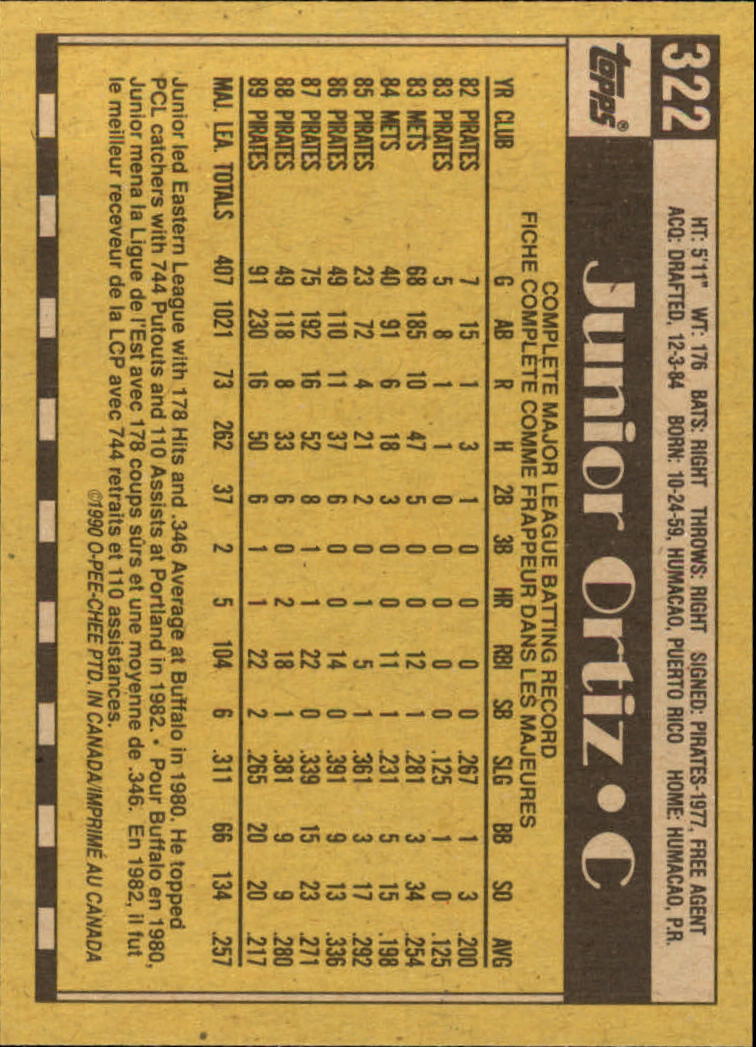 322
HT: 5'11" WT: 176 BATS: RIGHT THROWS: RIGHT SIGNED: PIRATES-1977, FREE AGENT
ACQ: DRAFTED, 12-3-84 BORN: 10-24-59, HUMACAO, PUERTO RICO HOME: HUMACAO, P.R.
topps®
Junior Ortiz • C
COMPLETE MAJOR LEAGUE BATTING RECORD
FICHE COMPLETE COMME FRAPPEUR DANS LES MAJEURES
YR CLUB G AB R H 2B 3B HR RBI SB SLG BB SO AVG
82 PIRATES 7 15 1 3 1 0 0 0 0 .267 1 3 .200
83 PIRATES 5 8 1 1 0 0 0 0 0 .125 1 0 .125
83 METS 68 185 10 47 5 0 0 12 1 .281 3 34 .254
84 METS 40 91 6 18 3 0 0 11 1 .231 5 15 .198
85 PIRATES 23 72 4 21 2 0 1 5 1 .361 3 17 .292
86 PIRATES 49 110 11 37 6 0 0 14 0 .391 9 13 .336
87 PIRATES 75 192 16 52 8 1 1 22 0 .339 15 23 .271
88 PIRATES 49 118 8 33 6 0 2 18 1 .381 9 9 .280
89 PIRATES 91 230 16 50 6 1 1 22 2 .265 20 20 .217
MAJ. LEA. TOTALS 407 1021 73 262 37 2 5 104 6 .311 66 134 .257
Junior led Eastern League with 178 Hits and .346 Average at Buffalo in 1980. He topped
PCL catchers with 744 Putouts and 110 Assists at Portland in 1982. • Pour Buffalo en 1980,
Junior mena la Ligue de l'Est avec 178 coups sûrs et une moyenne de .346. En 1982, il fut
le meilleur receveur de la LCP avec 744 retraits et 110 assistances.
©1990 O-PEE-CHEE PTD. IN CANADA/IMPRIMÉ AU CANADA